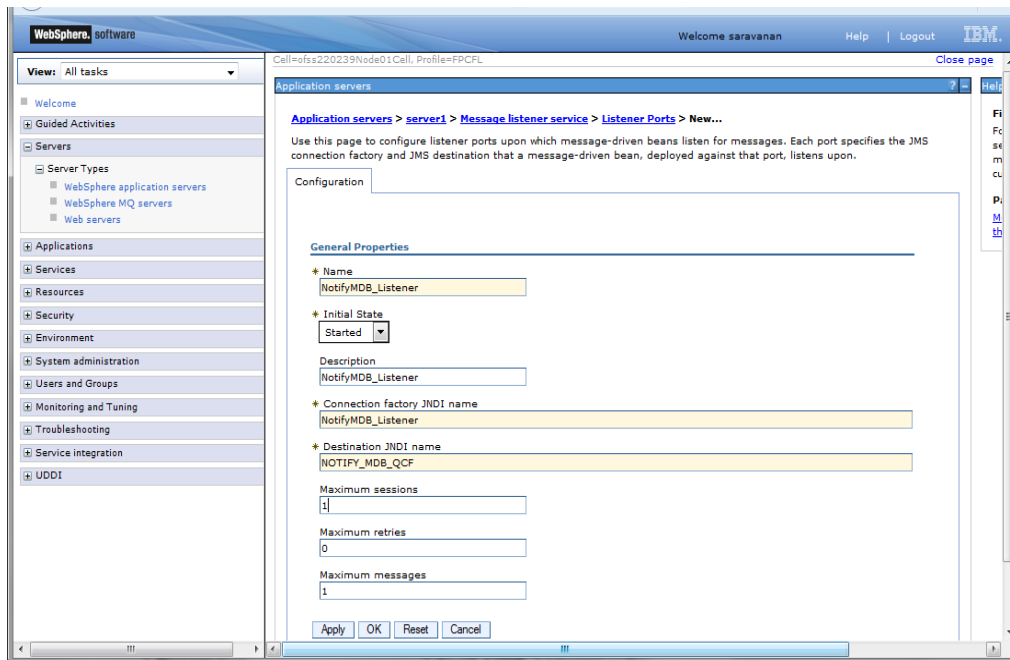 WebSphere. software
Welcome saravanan
Help | Logout
IBM.
View: All tasks
Welcome
Guided Activities
Servers
Server Types
WebSphere application servers
WebSphere MQ servers
Web servers
Applications
Services
Resources
Security
Environment
System administration
Users and Groups
Monitoring and Tuning
Troubleshooting
Service integration
UDDI
Cell=ofss220239Node01Cell, Profile=FPCFL
Close page
Application servers
? -
Application servers > server1 > Message listener service > Listener Ports > New...
Use this page to configure listener ports upon which message-driven beans listen for messages. Each port specifies the JMS
connection factory and JMS destination that a message-driven bean, deployed against that port, listens upon.
Configuration
General Properties
* Name
NotifyMDB_Listener
* Initial State
Started
Description
NotifyMDB_Listener
* Connection factory JNDI name
NotifyMDB_Listener
* Destination JNDI name
NOTIFY_MDB_QCF
Maximum sessions
1
Maximum retries
0
Maximum messages
1
Apply OK Reset Cancel